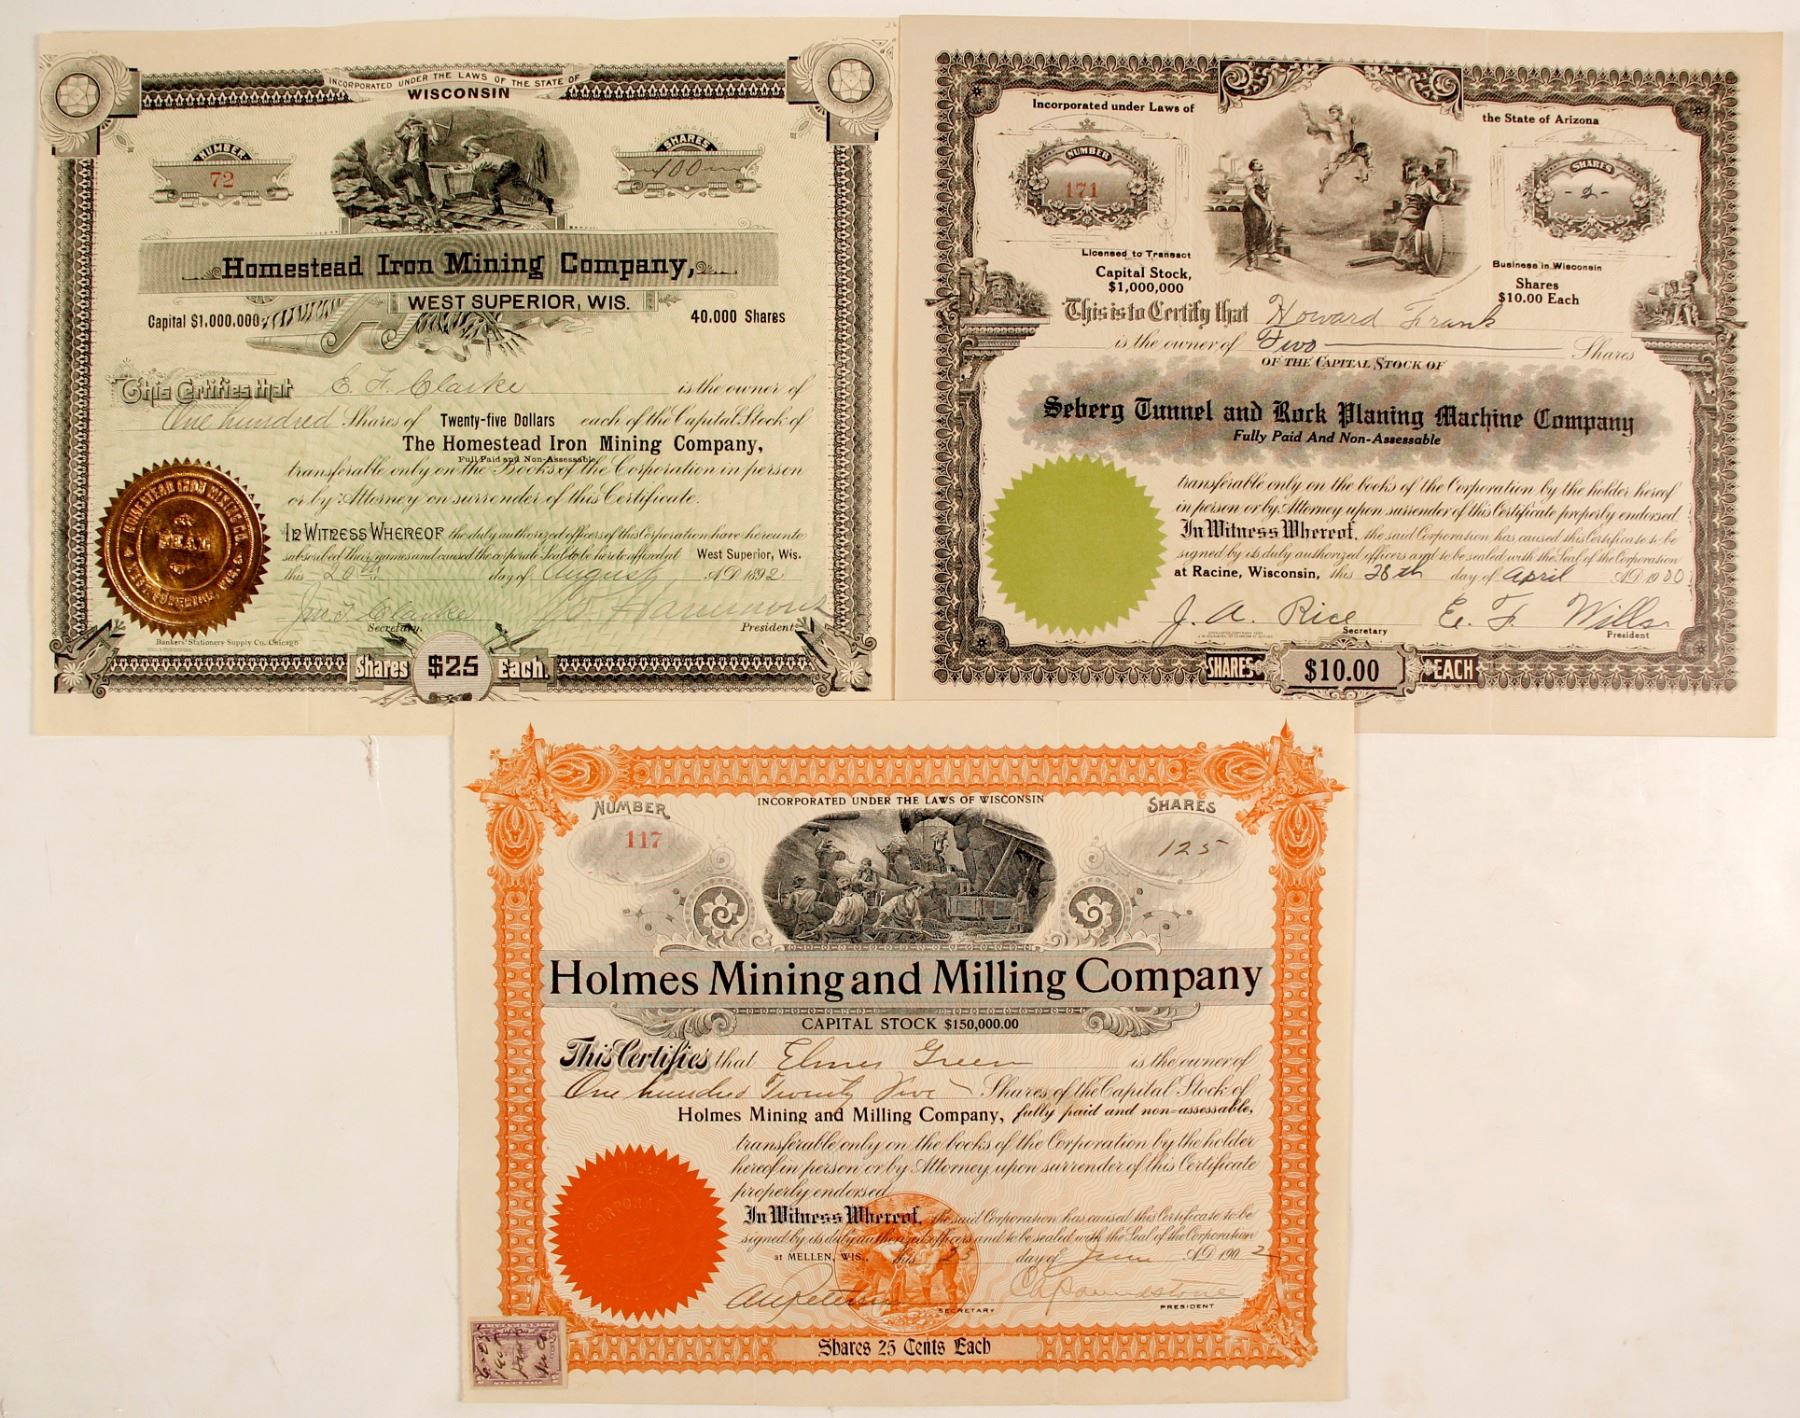 INCORPORATED UNDER THE LAWS OF THE STATE OF
WISCONSIN
NUMBER
72
SHARES
100
Homestead Iron Mining Company,
WEST SUPERIOR, WIS.
Capital $1.000.000
40.000 Shares
This Certifies that C. F. Clarke is the owner of
One hundred Shares of Twenty-five Dollars each of the Capital Stock of
The Homestead Iron Mining Company,
Full Paid and Non-Assessable,
transferable only on the Books of the Corporation in person
or by Attorney on surrender of this Certificate.
In Witness Whereof the duly authorized officers of this Corporation have hereunto
subscribed their names and caused the corporate Seal to be hereto affixed at West Superior, Wis.
this 20th day of August A.D. 1892
Jno. F. Clarke
Secretary.
Hammond
President
HOMESTEAD IRON MINING CO.
SEAL
WEST SUPERIOR, WIS.
Bankers' Stationery Supply Co. Chicago
Shares $25 Each.
Incorporated under Laws of
the State of Arizona
NUMBER
171
SHARES
- 2 -
Licensed to Transact
Business in Wisconsin
Capital Stock,
$1,000,000
Shares
$10.00 Each
This is to Certify that Howard Frank
is the owner of Two Shares
OF THE CAPITAL STOCK OF
Seberg Tunnel and Rock Planing Machine Company
Fully Paid And Non-Assessable
transferable only on the books of the Corporation by the holder hereof
in person or by Attorney upon surrender of this Certificate properly endorsed.
In Witness Whereof, the said Corporation has caused this Certificate to be
signed by its duly authorized officers and to be sealed with the Seal of the Corporation
at Racine, Wisconsin, this 28th day of April A.D. 19
J. A. Rice
Secretary
E. F. Wills
President
SHARES $10.00 EACH
NUMBER
117
INCORPORATED UNDER THE LAWS OF WISCONSIN
SHARES
125
Holmes Mining and Milling Company
CAPITAL STOCK $150,000.00
This Certifies that Elmer Green is the owner of
One hundred Twenty Five Shares of the Capital Stock of
Holmes Mining and Milling Company, fully paid and non-assessable,
transferable only on the books of the Corporation by the holder
hereof in person or by Attorney, upon surrender of this Certificate
properly endorsed.
In Witness Whereof, the said Corporation has caused this Certificate to be
signed by its duly authorized officers and to be sealed with the Seal of the Corporation
at MELLEN, WIS., this 23 day of June A.D. 1902
SECRETARY
PRESIDENT
CORPORATE
Shares 25 Cents Each